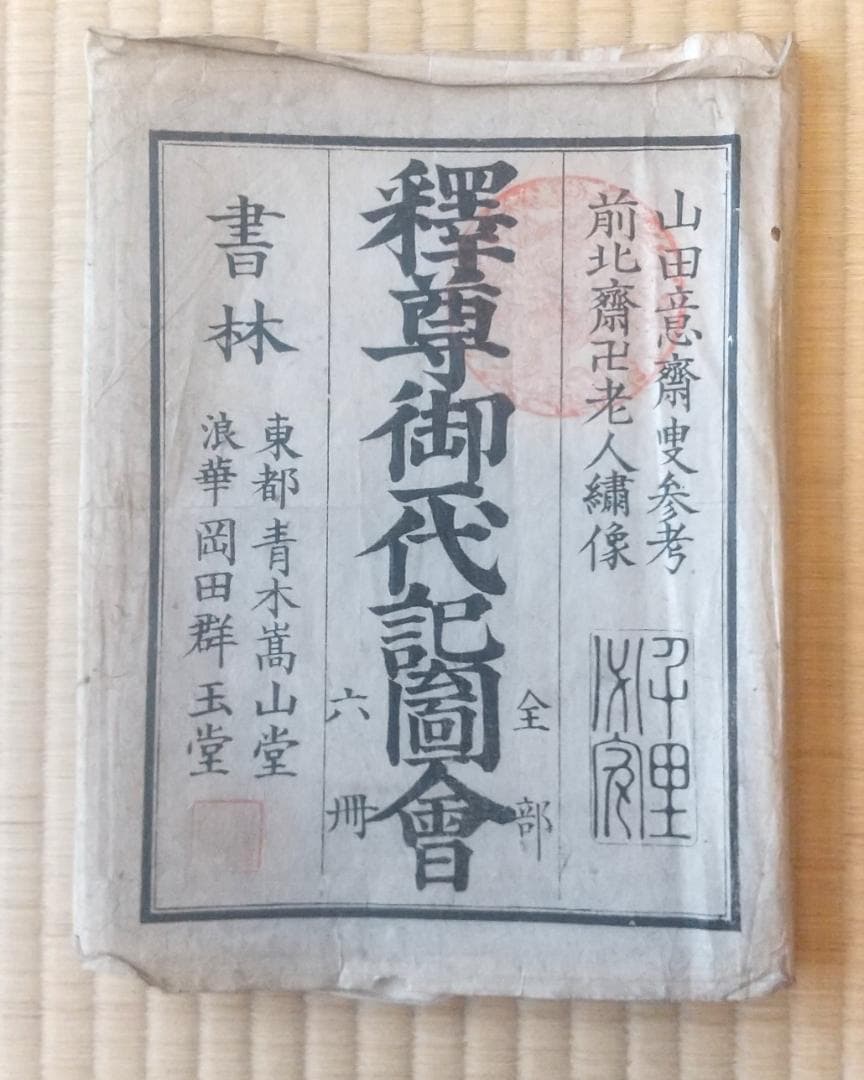 山田意齋叟参考
前北齋卍老人繡像
釋尊御一代記圖會
全部
六冊
書林
東都青木嵩山堂
浪華岡田群玉堂